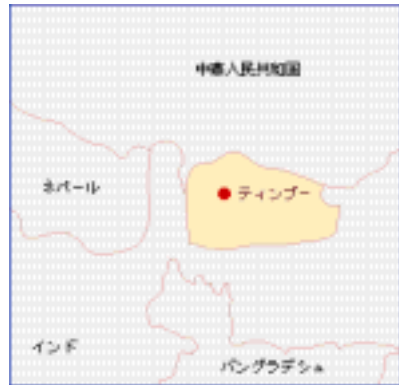 中華人民共和国
ネパール
ティンプー
インド
バングラデシュ